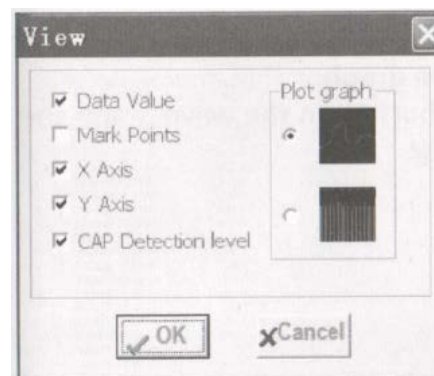 View
Data Value
Mark Points
X Axis
Y Axis
CAP Detection level
Plot graph
OK
Cancel